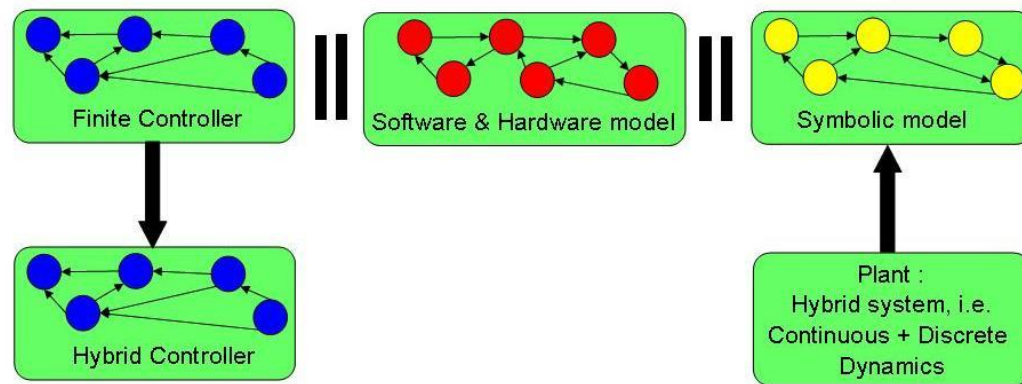 Finite Controller
Software & Hardware model
Symbolic model
Hybrid Controller
Plant :
Hybrid system, i.e.
Continuous + Discrete
Dynamics